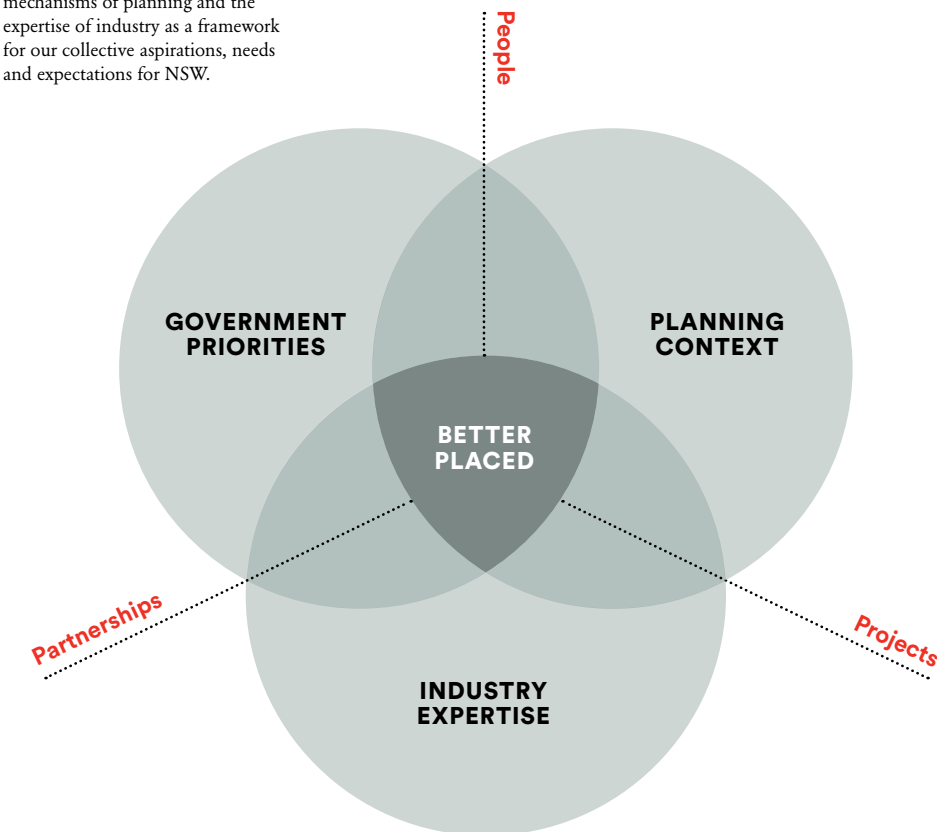 mechanisms of planning and the
expertise of industry as a framework
for our collective aspirations, needs
and expectations for NSW.
People
GOVERNMENT
PRIORITIES
PLANNING
CONTEXT
BETTER
PLACED
Partnerships
Projects
INDUSTRY
EXPERTISE